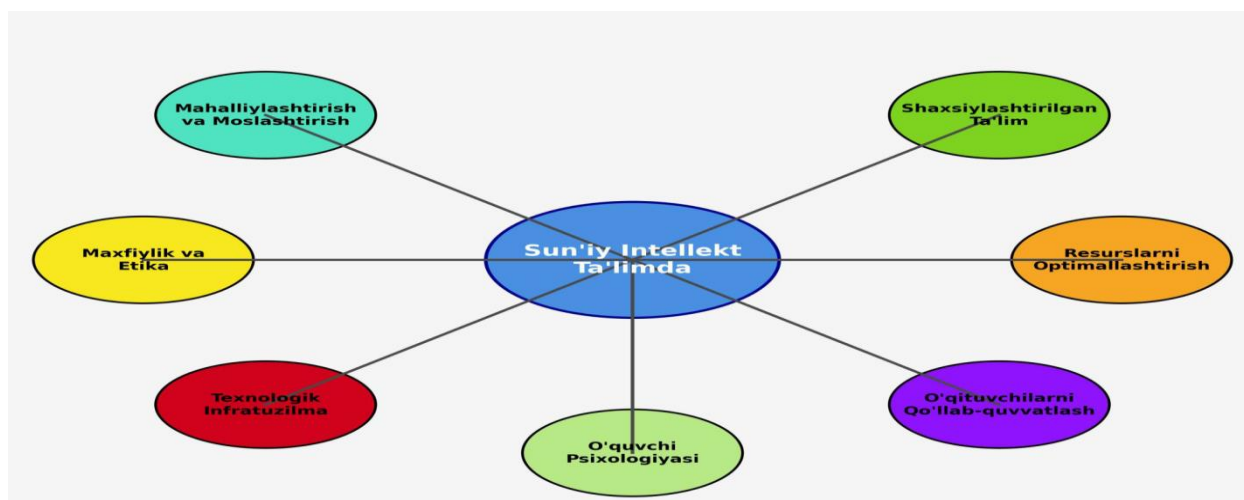 Mahalliylashtirish
va Moslashtirish
Shaxsiylashtirilgan
Ta'lim
Maxfiylik va
Etika
Sun'iy Intellekt
Ta'limda
Resurslarni
Optimallashtirish
Texnologik
Infratuzilma
O'quvchi
Psixologiyasi
O'qituvchilarni
Qo'llab-quvvatlash